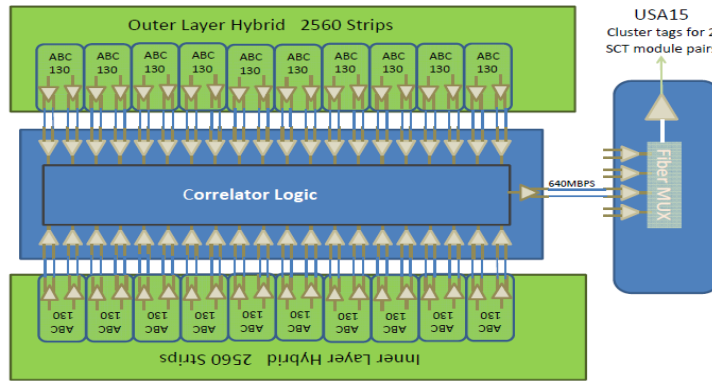 Outer Layer Hybrid 2560 Strips
USA15
Cluster tags for 2
SCT module pairs
ABC ABC ABC ABC ABC ABC ABC ABC ABC ABC
130 130 130 130 130 130 130 130 130 130
Correlator Logic
640MBPS
Fiber MUX
130 130 130 130 130 130 130 130 130 130
ABC ABC ABC ABC ABC ABC ABC ABC ABC ABC
Inner Layer Hybrid 2560 Strips